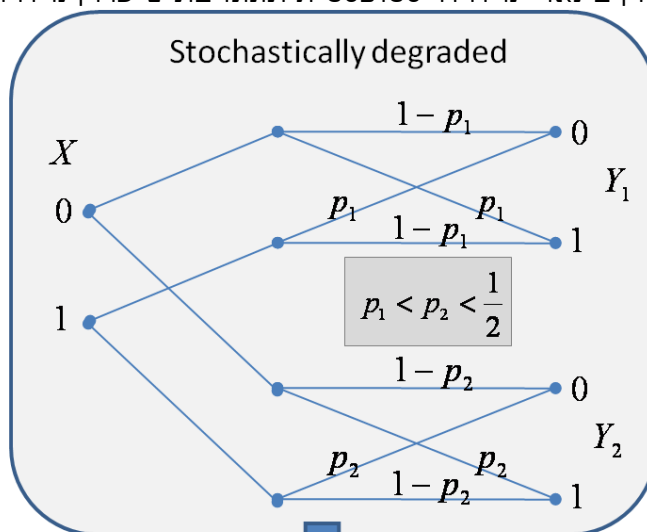 Stochastically degraded
1 − p₁
0
X
Y₁
0
p₁ p₁
1 − p₁
1
p₁ < p₂ < 1/2
1
1 − p₂
0
Y₂
p₂ p₂
1 − p₂
1